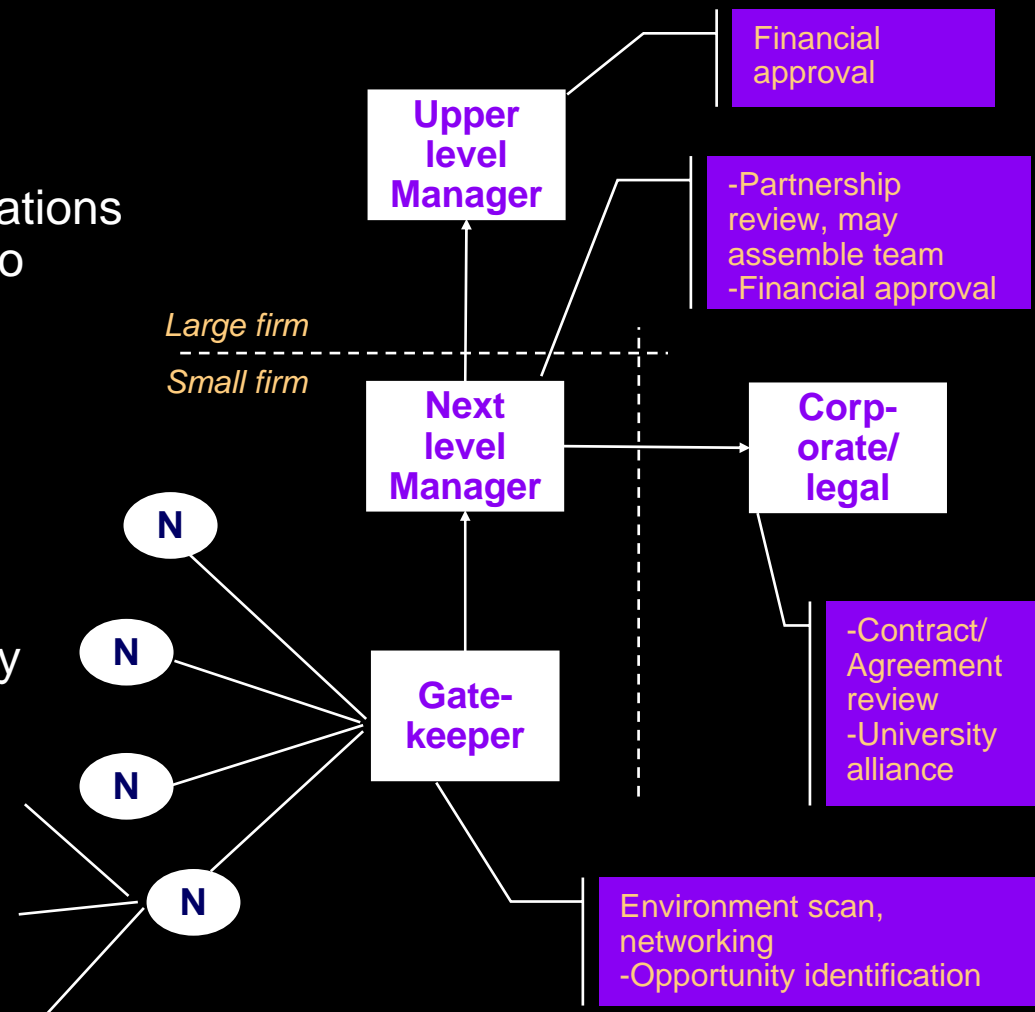 Financial
approval
Upper
level
Manager
-Partnership
review, may
assemble team
-Financial approval
ations
o
Large firm
Small firm
Next
level
Manager
Corp-
orate/
legal
N
N
y
N
N
Gate-
keeper
-Contract/
Agreement
review
-University
alliance
Environment scan,
networking
-Opportunity identification